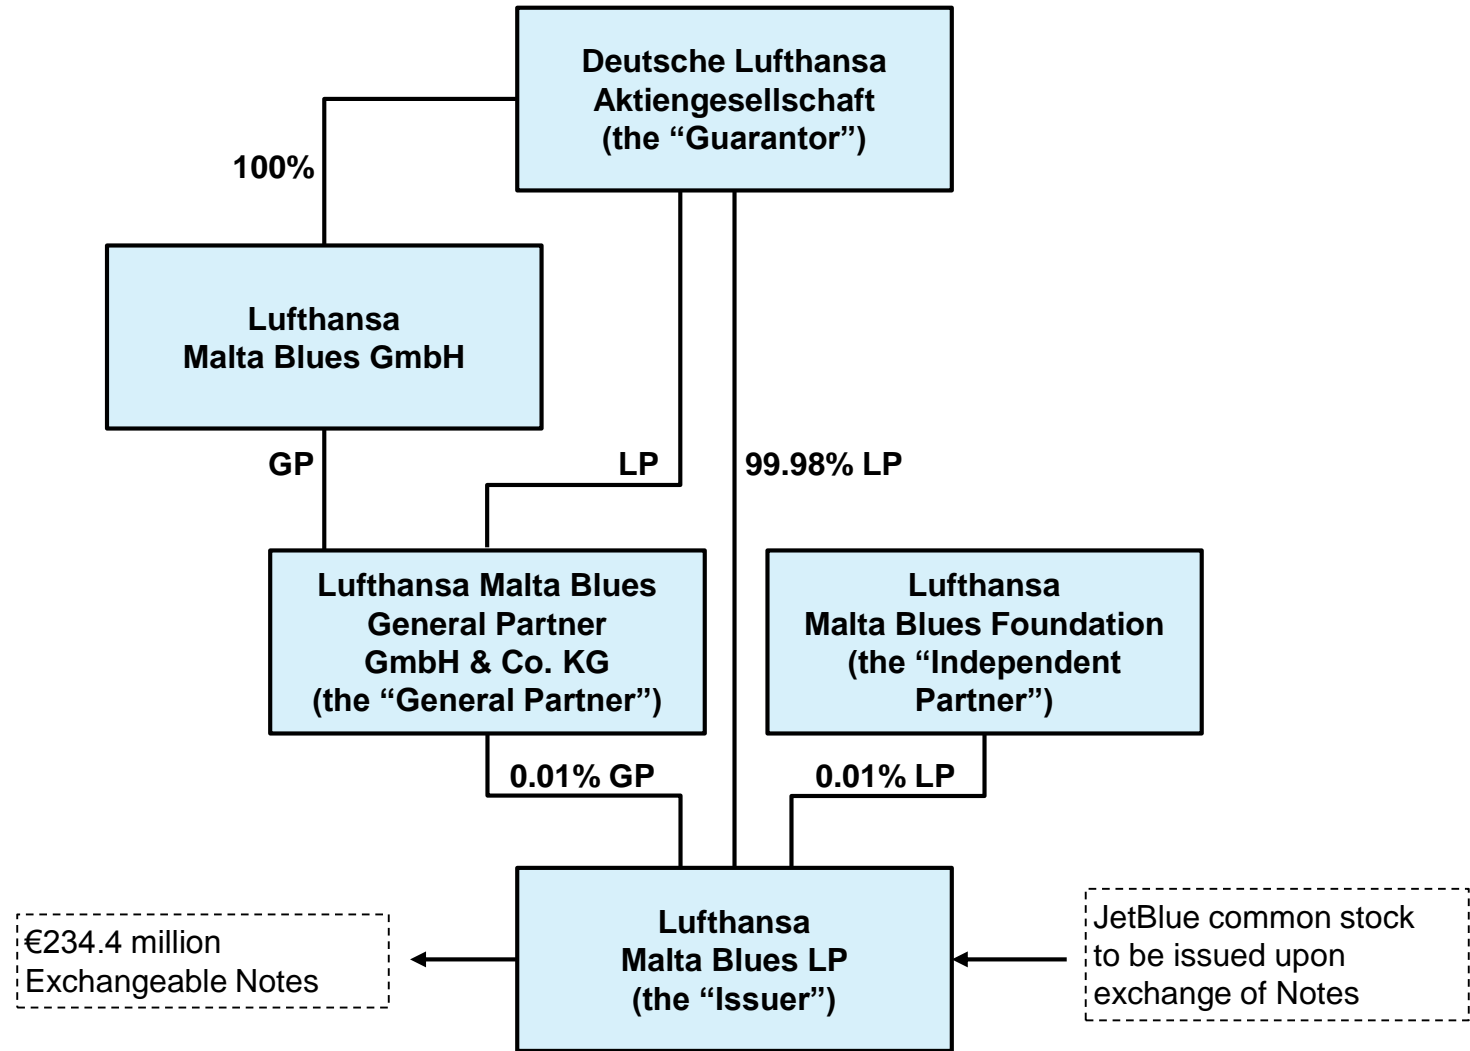 Deutsche Lufthansa
Aktiengesellschaft
(the “Guarantor”)
100%
Lufthansa
Malta Blues GmbH
GP
LP
99.98% LP
Lufthansa Malta Blues
General Partner
GmbH & Co. KG
(the “General Partner”)
Lufthansa
Malta Blues Foundation
(the “Independent
Partner”)
0.01% GP
0.01% LP
€234.4 million
Exchangeable Notes
Lufthansa
Malta Blues LP
(the “Issuer”)
JetBlue common stock
to be issued upon
exchange of Notes